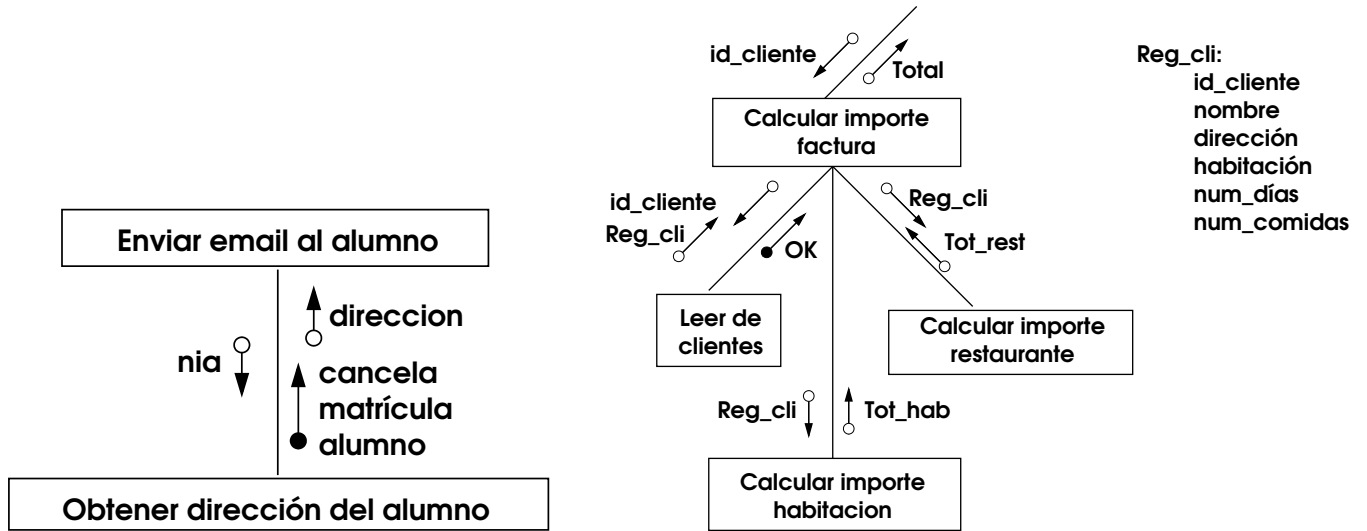 Enviar email al alumno
nia
direccion
cancela
matrícula
alumno
Obtener dirección del alumno
id_cliente
Total
Calcular importe
factura
id_cliente
Reg_cli
OK
Reg_cli
Tot_rest
Leer de
clientes
Calcular importe
restaurante
Reg_cli
Tot_hab
Calcular importe
habitacion
Reg_cli:
id_cliente
nombre
dirección
habitación
num_días
num_comidas